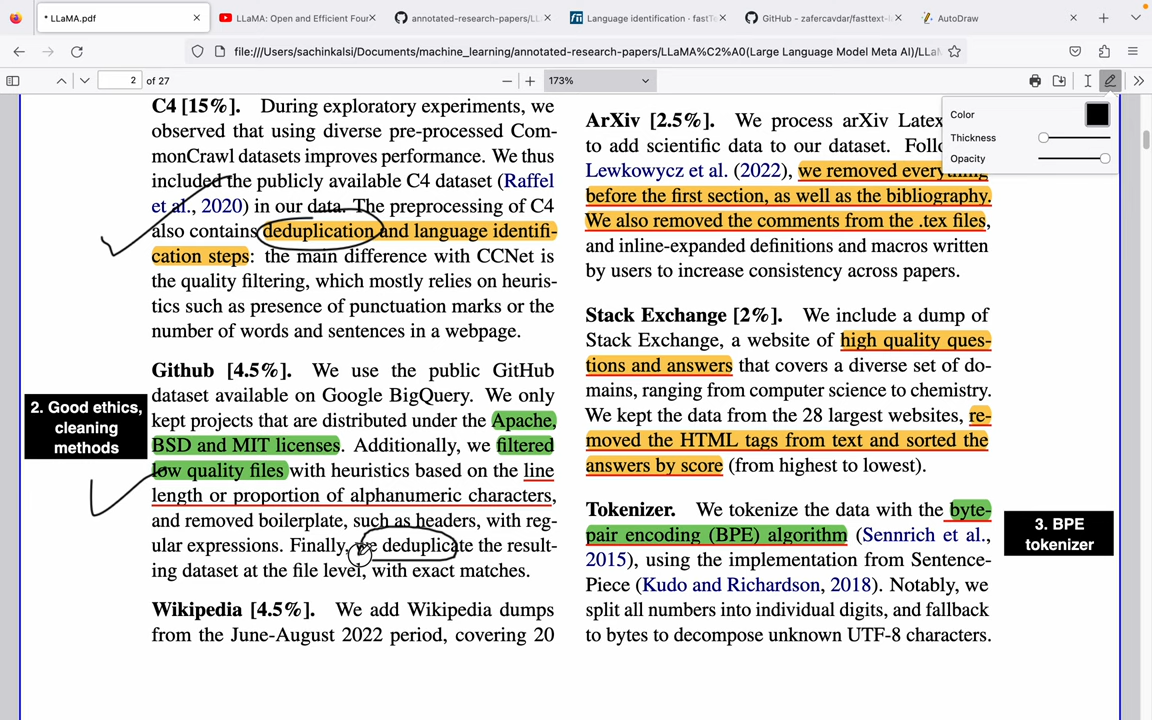 * LLaMA.pdf
LLaMA: Open and Efficient Four
annotated-research-papers/LL
Language identification · fastTe
GitHub - zafercavdar/fasttext-l
AutoDraw
file:///Users/sachinkalsi/Documents/machine_learning/annotated-research-papers/LLaMA%C2%A0(Large Language Model Meta AI)/LLa
2 of 27
173%
Color
Thickness
Opacity
C4 [15%]. During exploratory experiments, we
observed that using diverse pre-processed Com-
monCrawl datasets improves performance. We thus
included the publicly available C4 dataset (Raffel
et al., 2020) in our data. The preprocessing of C4
also contains deduplication and language identifi-
cation steps: the main difference with CCNet is
the quality filtering, which mostly relies on heuris-
tics such as presence of punctuation marks or the
number of words and sentences in a webpage.
Github [4.5%]. We use the public GitHub
dataset available on Google BigQuery. We only
kept projects that are distributed under the Apache,
BSD and MIT licenses. Additionally, we filtered
low quality files with heuristics based on the line
length or proportion of alphanumeric characters,
and removed boilerplate, such as headers, with reg-
ular expressions. Finally, we deduplicate the result-
ing dataset at the file level, with exact matches.
Wikipedia [4.5%]. We add Wikipedia dumps
from the June-August 2022 period, covering 20
2. Good ethics,
cleaning
methods
ArXiv [2.5%]. We process arXiv Latex
to add scientific data to our dataset. Follo
Lewkowycz et al. (2022), we removed everything
before the first section, as well as the bibliography.
We also removed the comments from the .tex files,
and inline-expanded definitions and macros written
by users to increase consistency across papers.
Stack Exchange [2%]. We include a dump of
Stack Exchange, a website of high quality ques-
tions and answers that covers a diverse set of do-
mains, ranging from computer science to chemistry.
We kept the data from the 28 largest websites, re-
moved the HTML tags from text and sorted the
answers by score (from highest to lowest).
Tokenizer. We tokenize the data with the byte-
pair encoding (BPE) algorithm (Sennrich et al.,
2015), using the implementation from Sentence-
Piece (Kudo and Richardson, 2018). Notably, we
split all numbers into individual digits, and fallback
to bytes to decompose unknown UTF-8 characters.
3. BPE
tokenizer